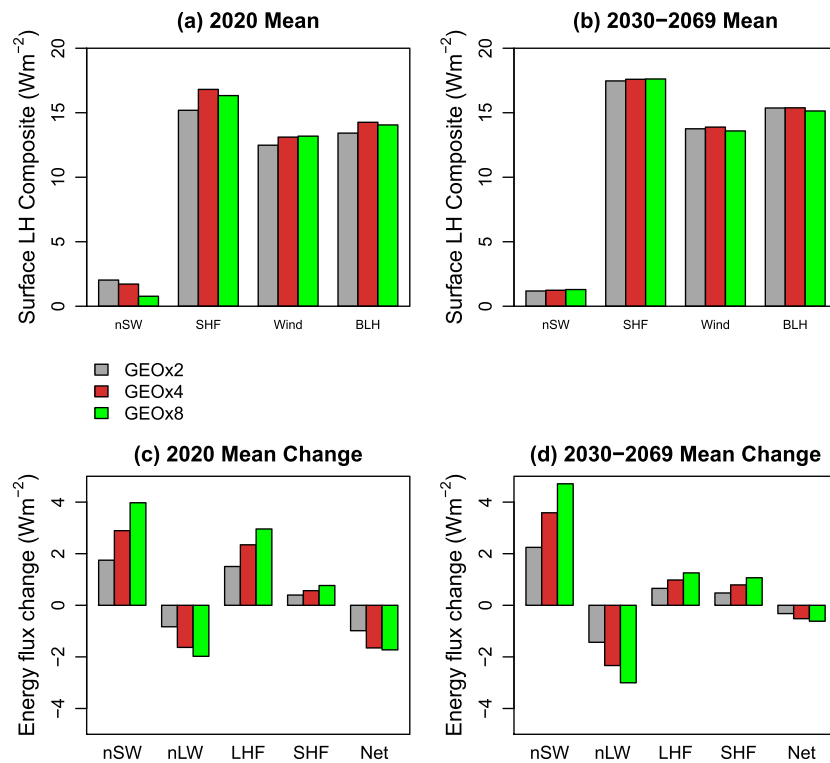 (a) 2020 Mean
Surface LH Composite (Wm⁻²)
20
15
10
5
0
nSW SHF Wind BLH
(b) 2030−2069 Mean
Surface LH Composite (Wm⁻²)
20
15
10
5
0
nSW SHF Wind BLH
GEOx2
GEOx4
GEOx8
(c) 2020 Mean Change
Energy flux change (Wm⁻²)
4
2
0
−2
−4
nSW nLW LHF SHF Net
(d) 2030−2069 Mean Change
Energy flux change (Wm⁻²)
4
2
0
−2
−4
nSW nLW LHF SHF Net